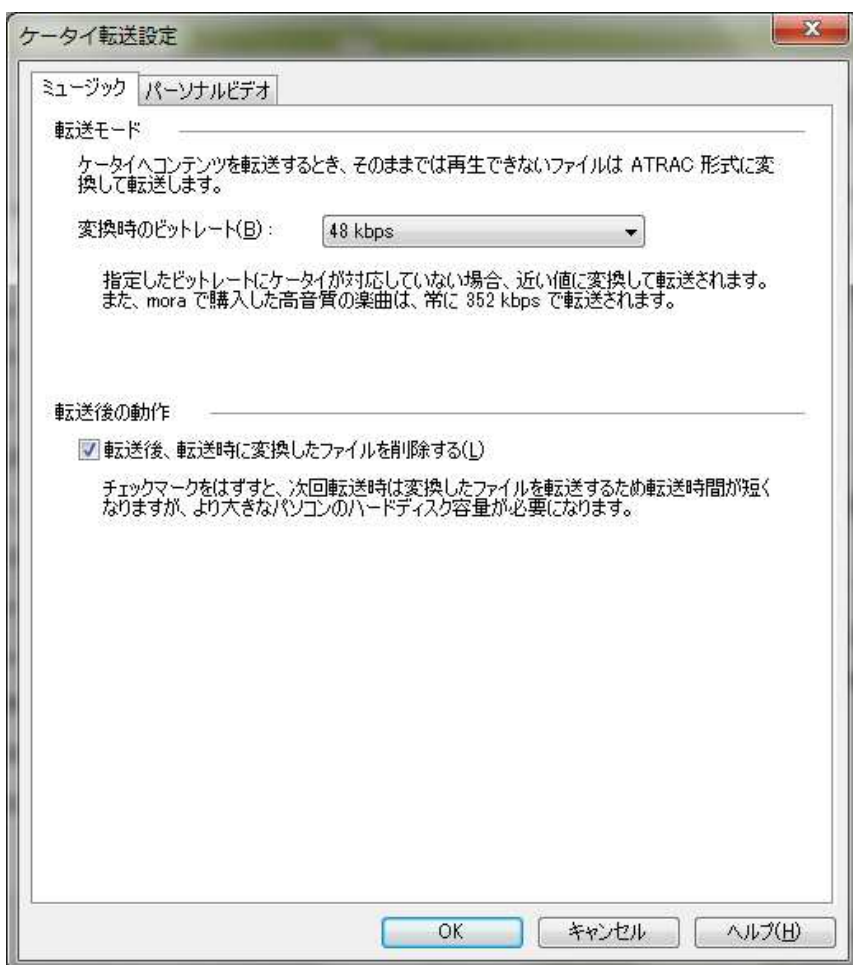 ケータイ転送設定
ミュージック パーソナルビデオ
転送モード
ケータイへコンテンツを転送するとき、そのままでは再生できないファイルは ATRAC 形式に変
換して転送します。
変換時のビットレート(B)： 48 kbps
指定したビットレートにケータイが対応していない場合、近い値に変換して転送されます。
また、mora で購入した高音質の楽曲は、常に 352 kbps で転送されます。
転送後の動作
転送後、転送時に変換したファイルを削除する(L)
チェックマークをはずすと、次回転送時は変換したファイルを転送するため転送時間が短く
なりますが、より大きなパソコンのハードディスク容量が必要になります。
OK キャンセル ヘルプ(H)